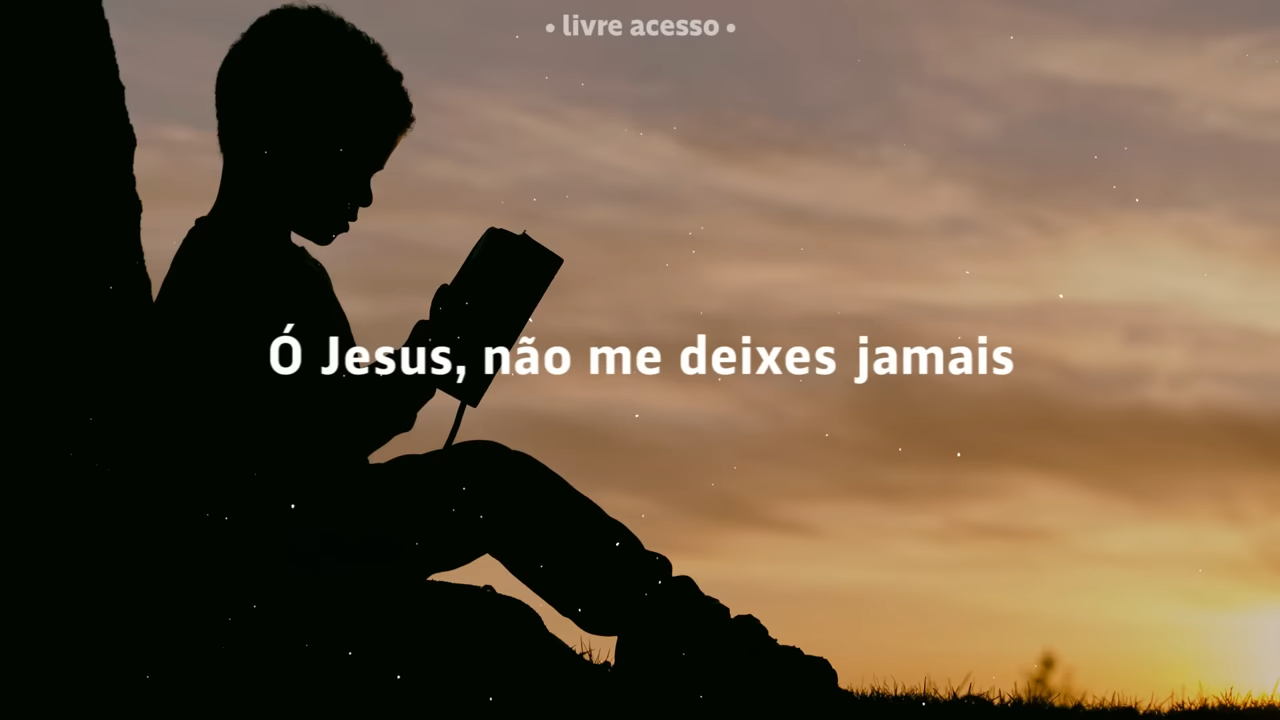 • livre acesso •
Ó Jesus, não me deixes jamais